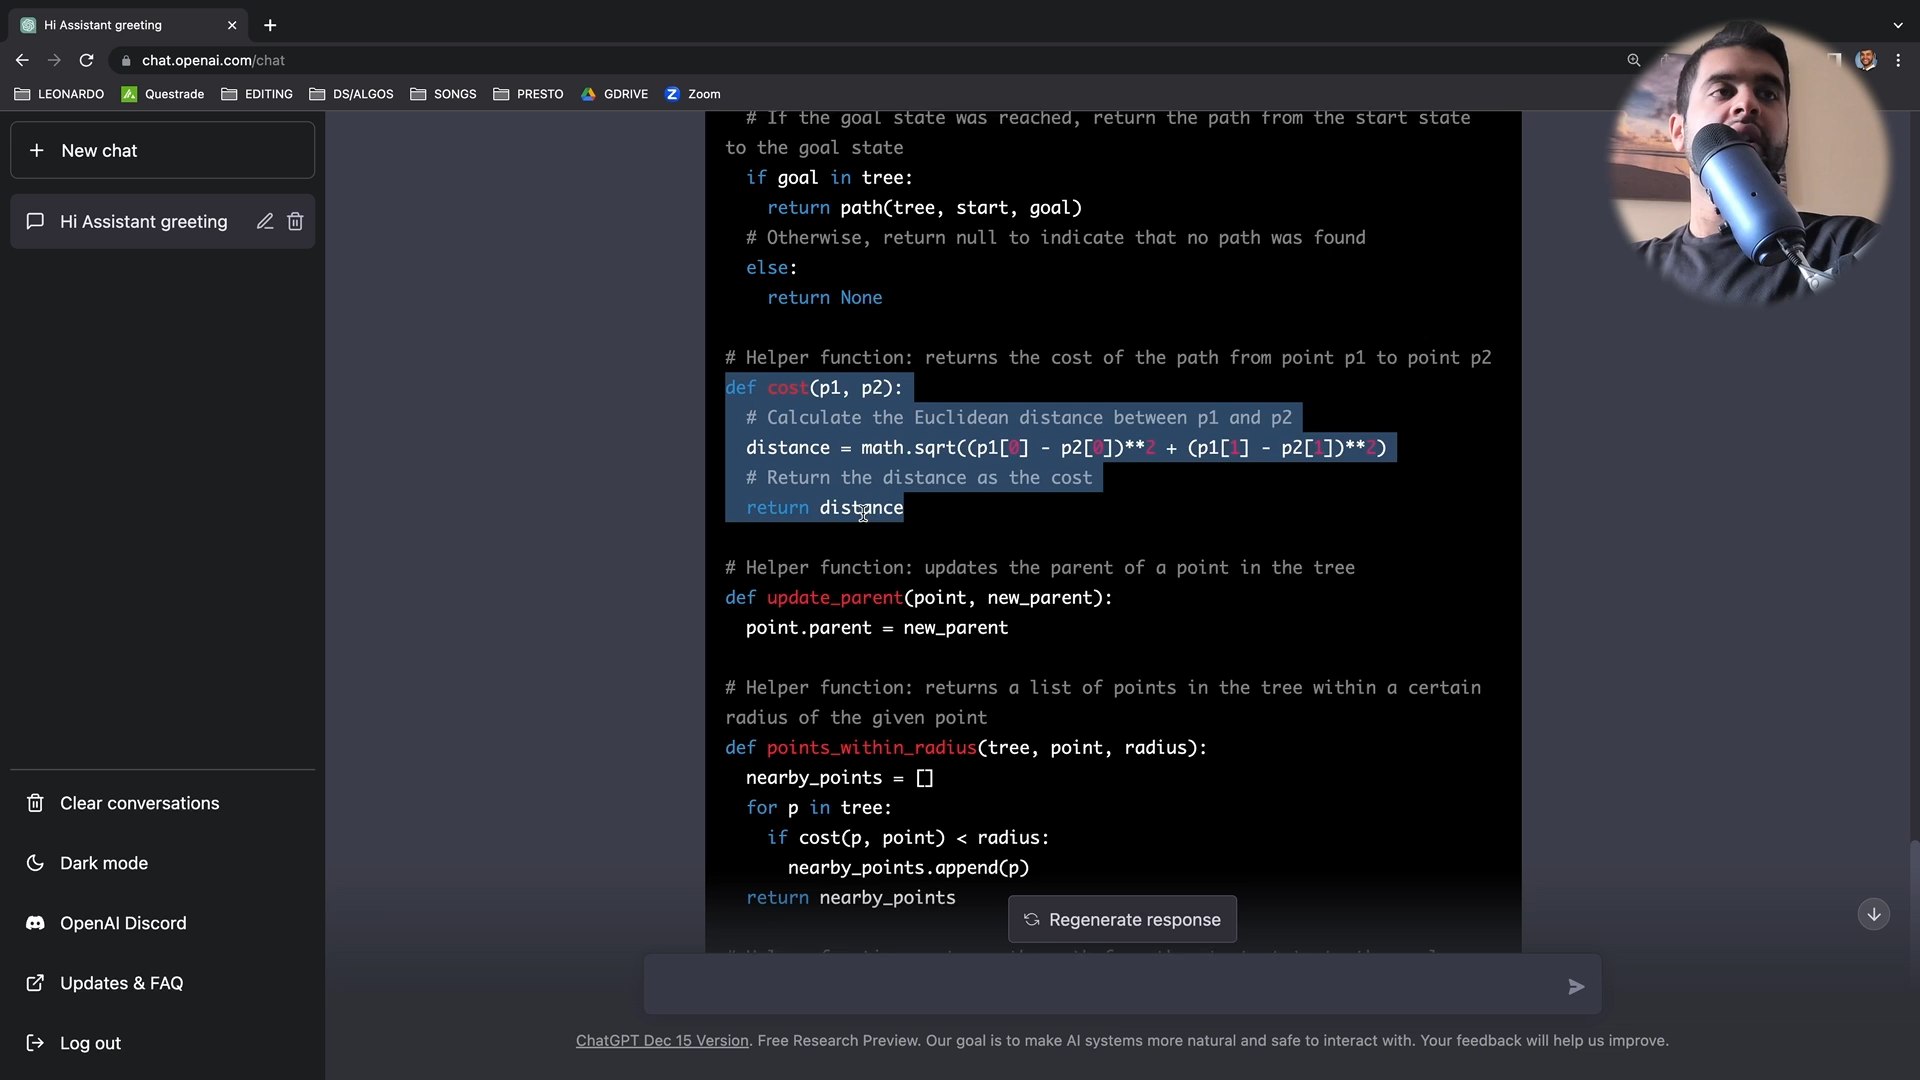 Hi Assistant greeting
chat.openai.com/chat
LEONARDO
Questrade
EDITING
DS/ALGOS
SONGS
PRESTO
GDRIVE
Zoom
New chat
Hi Assistant greeting
Clear conversations
Dark mode
OpenAI Discord
Updates & FAQ
Log out
# If the goal state was reached, return the path from the start state
to the goal state
if goal in tree:
return path(tree, start, goal)
# Otherwise, return null to indicate that no path was found
else:
return None
# Helper function: returns the cost of the path from point p1 to point p2
def cost(p1, p2):
# Calculate the Euclidean distance between p1 and p2
distance = math.sqrt((p1[0] - p2[0])**2 + (p1[1] - p2[1])**2)
# Return the distance as the cost
return distance
# Helper function: updates the parent of a point in the tree
def update_parent(point, new_parent):
point.parent = new_parent
# Helper function: returns a list of points in the tree within a certain
radius of the given point
def points_within_radius(tree, point, radius):
nearby_points = []
for p in tree:
if cost(p, point) < radius:
nearby_points.append(p)
return nearby_points
Regenerate response
ChatGPT Dec 15 Version. Free Research Preview. Our goal is to make AI systems more natural and safe to interact with. Your feedback will help us improve.